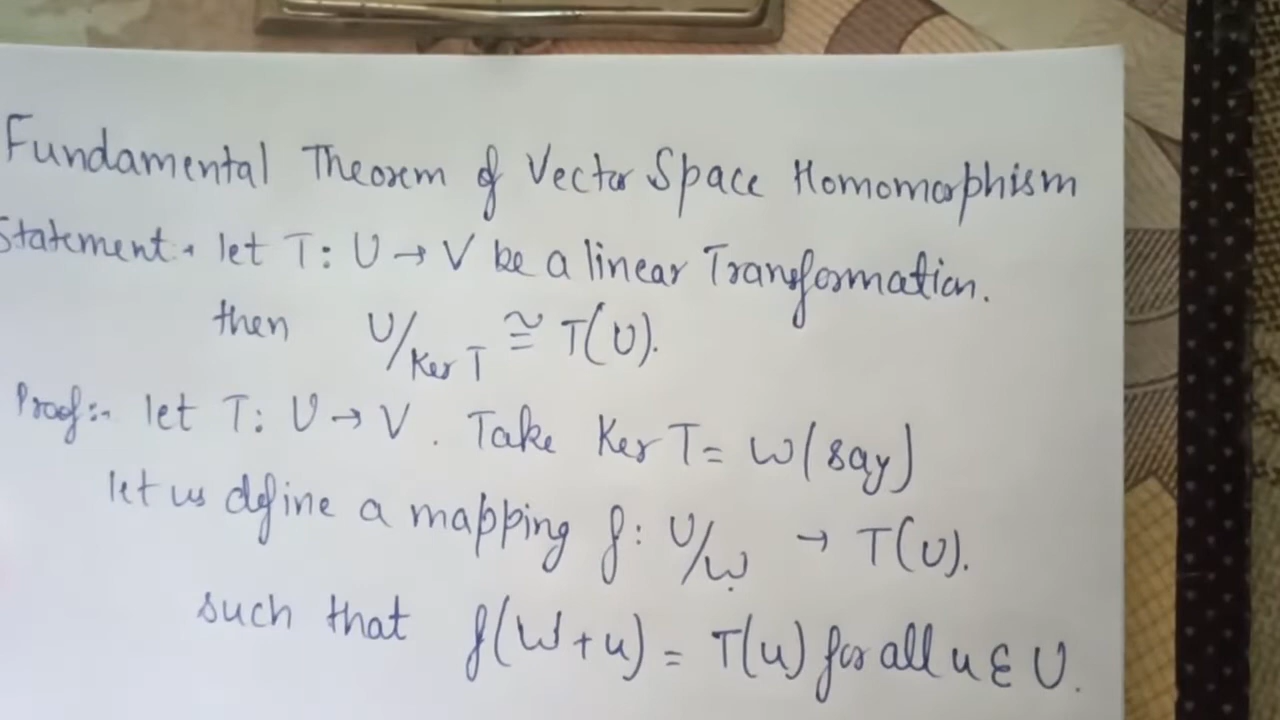 Fundamental Theorem of Vector Space Homomorphism
Statement. let T: U → V be a linear Transformation.
then U/Ker T ≅ T(U).
Proof:- let T: U → V. Take Ker T = W (say)
let us define a mapping f: U/W → T(U).
such that f(W+u) = T(u) for all u ε U.